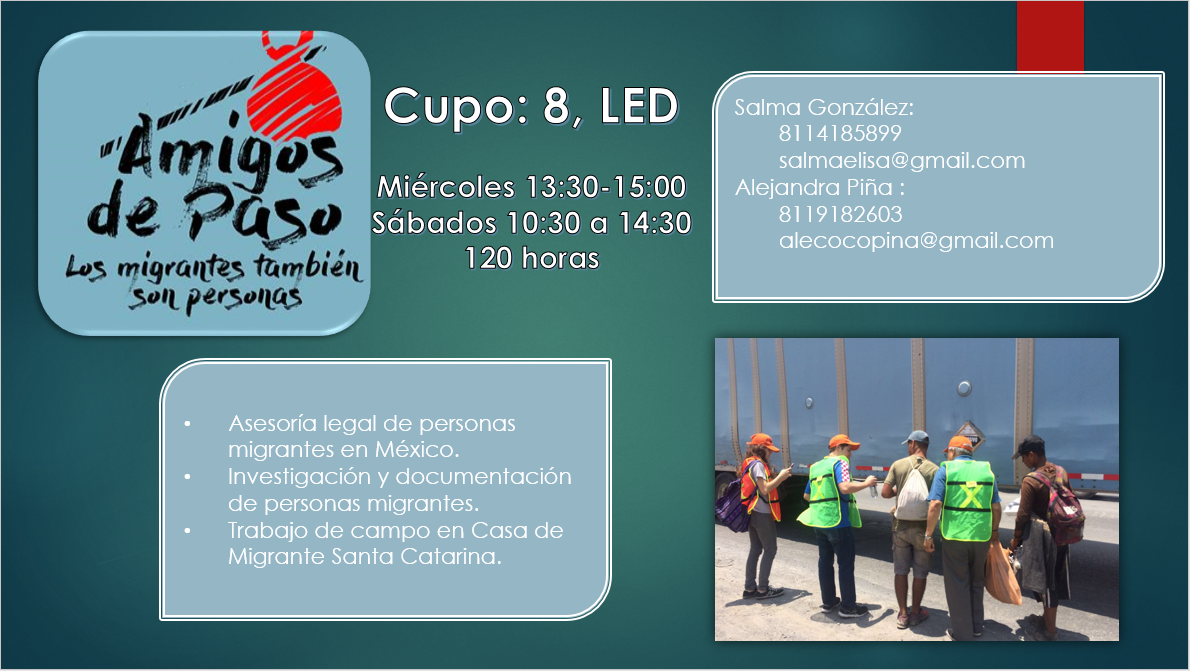 "Amigos
de Paso
Los migrantes también
son personas
Cupo: 8, LED
Miércoles 13:30-15:00
Sábados 10:30 a 14:30
120 horas
Salma González:
8114185899
salmaelisa@gmail.com
Alejandra Piña :
8119182603
alecocopina@gmail.com
• Asesoría legal de personas
migrantes en México.
• Investigación y documentación
de personas migrantes.
• Trabajo de campo en Casa de
Migrante Santa Catarina.